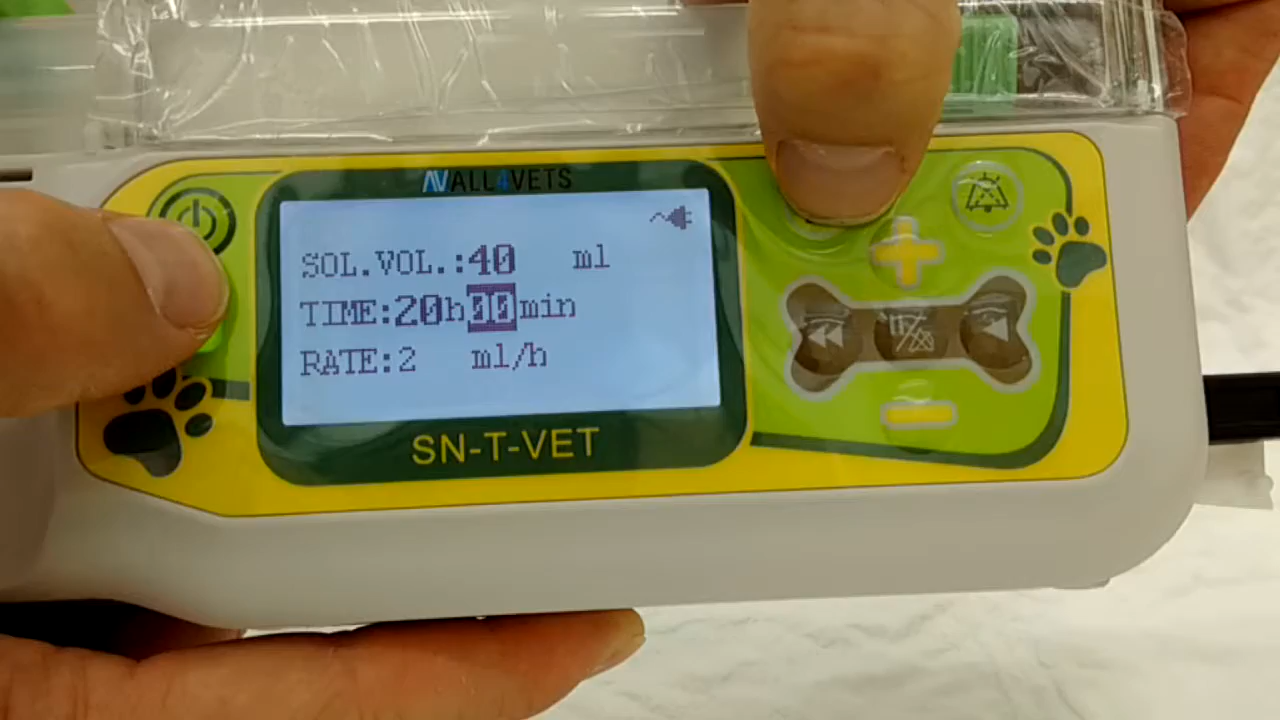 ALL4VETS
SOL.VOL.:40 ml
TIME:20h00min
RATE:2 ml/h
SN-T-VET